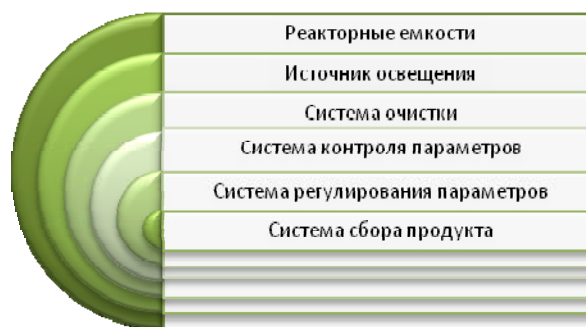 Реакторные емкости
Источник освещения
Система очистки
Система контроля параметров
Система регулирования параметров
Система сбора продукта